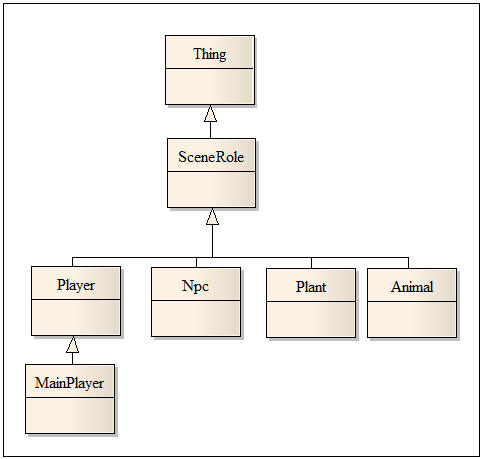 Thing
SceneRole
Player
Npc
Plant
Animal
MainPlayer